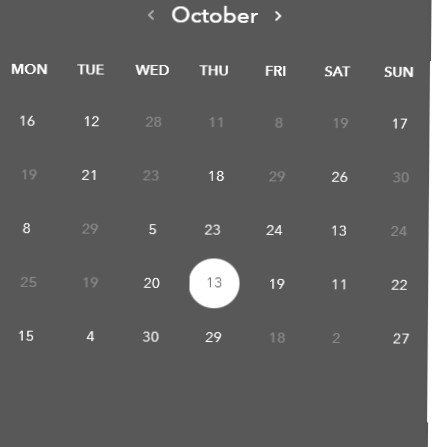 < October >
MON TUE WED THU FRI SAT SUN
16 12 28 11 8 19 17
19 21 23 18 29 26 30
8 29 5 23 24 13 24
25 19 20 13 19 11 22
15 4 30 29 18 2 27